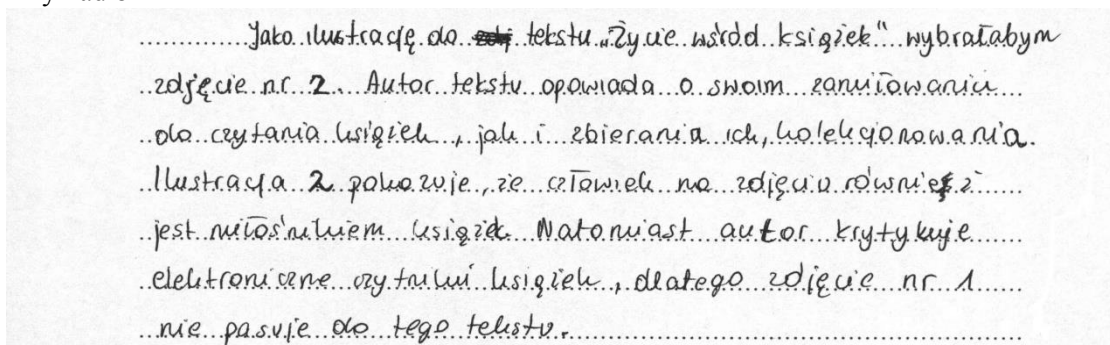 Jako ilustrację do tekstu „Życie wśród książek" wybrałabym
zdjęcie nr 2. Autor tekstu opowiada o swoim zamiłowaniu
do czytania książek, jak i zbierania ich, kolekcjonowania.
Ilustracja 2 pokazuje, że człowiek na zdjęciu również
jest miłośnikiem książek. Natomiast autor krytykuje
elektroniczne czytniki książek, dlatego zdjęcie nr 1
nie pasuje do tego tekstu.